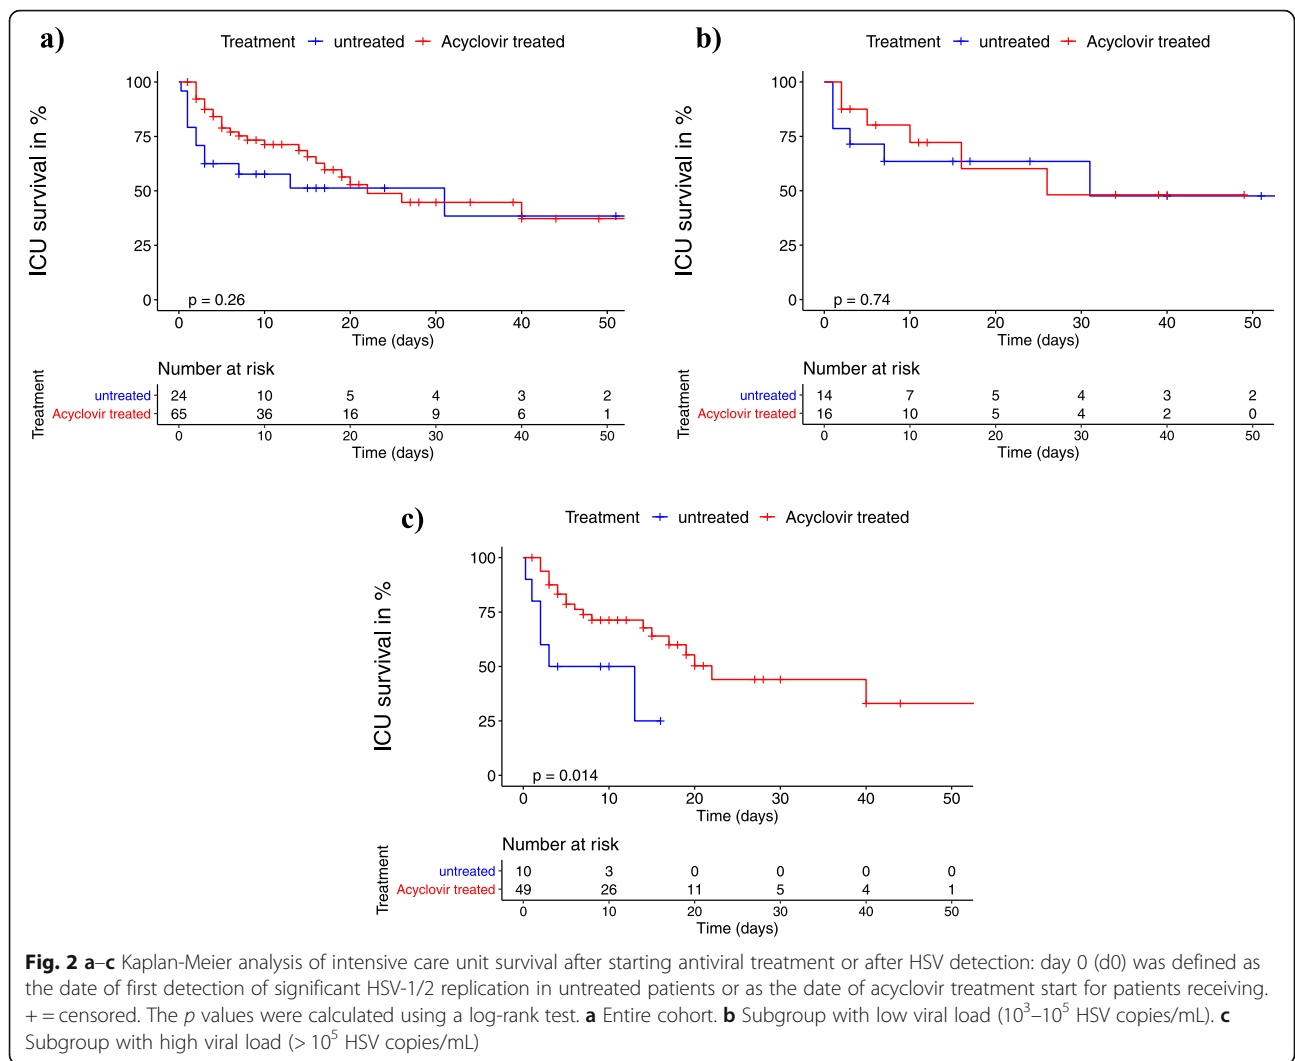 a)
Treatment untreated Acyclovir treated
ICU survival in %
100
75
50
25
0
p = 0.26
0 10 20 30 40 50
Time (days)
Number at risk
Treatment
untreated 24 10 5 4 3 2
Acyclovir treated 65 36 16 9 6 1
0 10 20 30 40 50
Time (days)
b)
Treatment untreated Acyclovir treated
ICU survival in %
100
75
50
25
0
p = 0.74
0 10 20 30 40 50
Time (days)
Number at risk
Treatment
untreated 14 7 5 4 3 2
Acyclovir treated 16 10 5 4 2 0
0 10 20 30 40 50
Time (days)
c)
Treatment untreated Acyclovir treated
ICU survival in %
100
75
50
25
0
p = 0.014
0 10 20 30 40 50
Time (days)
Number at risk
Treatment
untreated 10 3 0 0 0 0
Acyclovir treated 49 26 11 5 4 1
0 10 20 30 40 50
Time (days)
Fig. 2 a–c Kaplan-Meier analysis of intensive care unit survival after starting antiviral treatment or after HSV detection: day 0 (d0) was defined as
the date of first detection of significant HSV-1/2 replication in untreated patients or as the date of acyclovir treatment start for patients receiving.
+ = censored. The p values were calculated using a log-rank test. a Entire cohort. b Subgroup with low viral load (10³–10⁵ HSV copies/mL). c
Subgroup with high viral load (> 10⁵ HSV copies/mL)